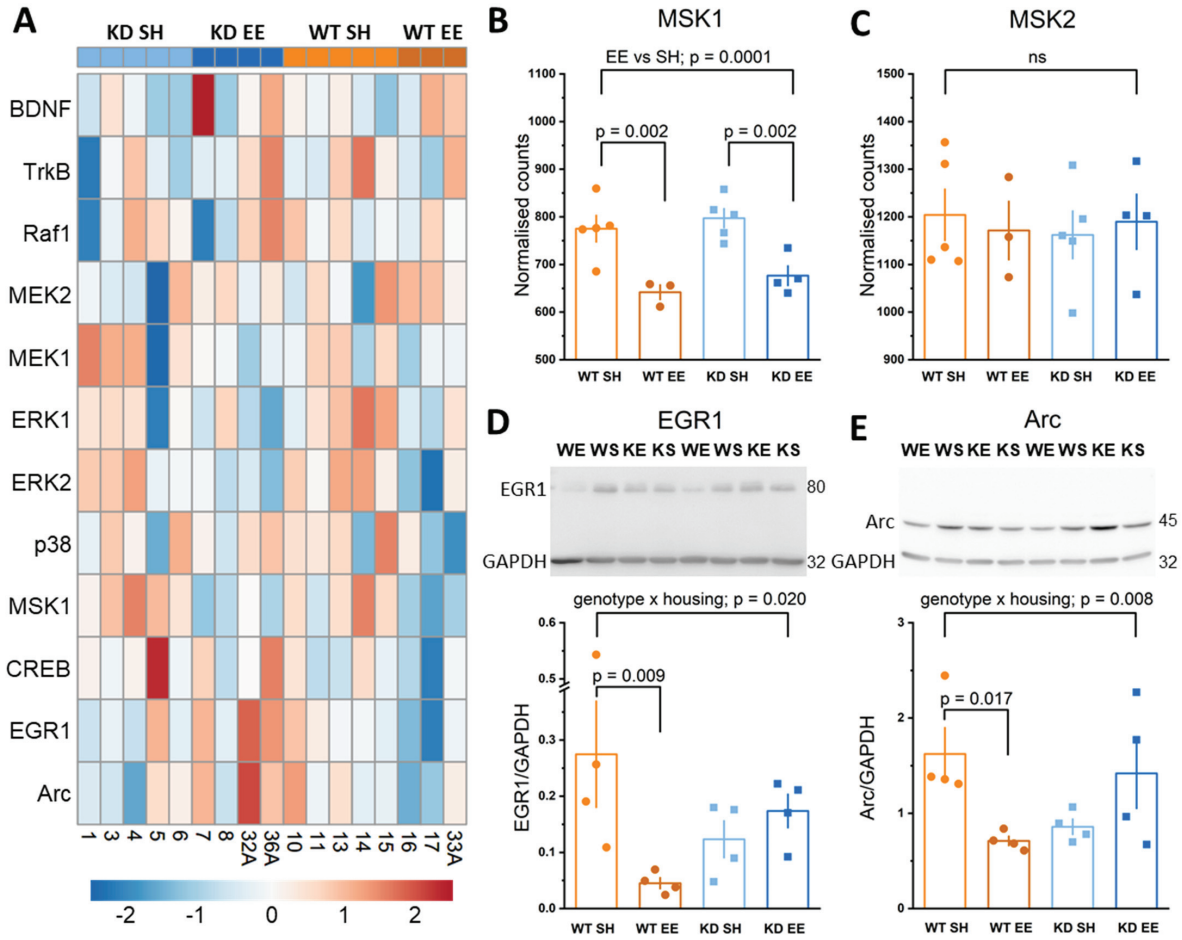 A
KD SH KD EE WT SH WT EE
BDNF
TrkB
Raf1
MEK2
MEK1
ERK1
ERK2
p38
MSK1
CREB
EGR1
Arc
1 3 4 5 6 7 8 32A 36A 10 11 13 14 15 16 17 33A
-2 -1 0 1 2
B
MSK1
EE vs SH; p = 0.0001
p = 0.002 p = 0.002
Normalised counts
1100
1000
900
800
700
600
500
WT SH WT EE KD SH KD EE
C
MSK2
ns
Normalised counts
1500
1400
1300
1200
1100
1000
900
WT SH WT EE KD SH KD EE
D
EGR1
WE WS KE KS WE WS KE KS
EGR1 80
GAPDH 32
genotype x housing; p = 0.020
p = 0.009
EGR1/GAPDH
0.6
0.5
0.3
0.2
0.1
0.0
WT SH WT EE KD SH KD EE
E
Arc
WE WS KE KS WE WS KE KS
Arc 45
GAPDH 32
genotype x housing; p = 0.008
p = 0.017
Arc/GAPDH
3
2
1
0
WT SH WT EE KD SH KD EE